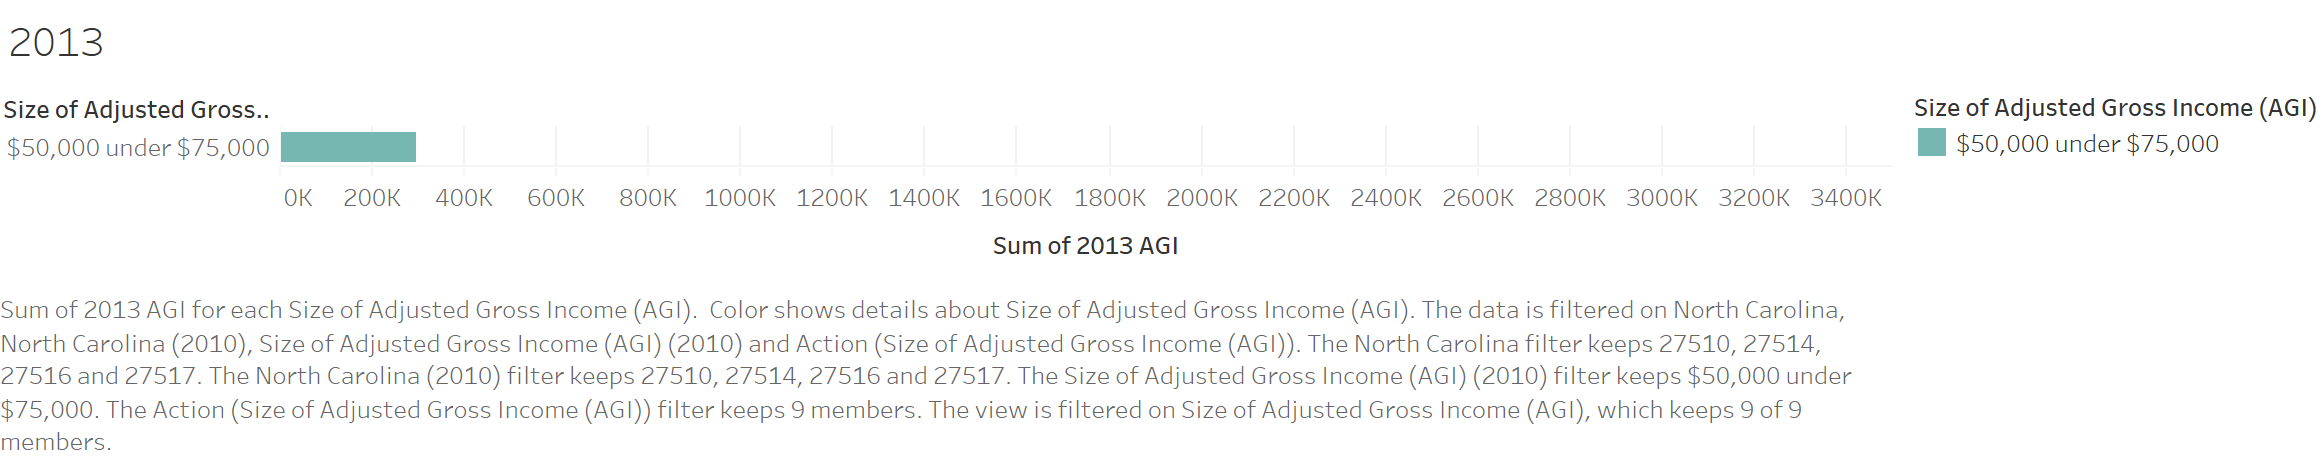 2013
Size of Adjusted Gross..
Size of Adjusted Gross Income (AGI)
$50,000 under $75,000
$50,000 under $75,000
0K 200K 400K 600K 800K 1000K 1200K 1400K 1600K 1800K 2000K 2200K 2400K 2600K 2800K 3000K 3200K 3400K
Sum of 2013 AGI
Sum of 2013 AGI for each Size of Adjusted Gross Income (AGI).  Color shows details about Size of Adjusted Gross Income (AGI). The data is filtered on North Carolina,
North Carolina (2010), Size of Adjusted Gross Income (AGI) (2010) and Action (Size of Adjusted Gross Income (AGI)). The North Carolina filter keeps 27510, 27514,
27516 and 27517. The North Carolina (2010) filter keeps 27510, 27514, 27516 and 27517. The Size of Adjusted Gross Income (AGI) (2010) filter keeps $50,000 under
$75,000. The Action (Size of Adjusted Gross Income (AGI)) filter keeps 9 members. The view is filtered on Size of Adjusted Gross Income (AGI), which keeps 9 of 9
members.